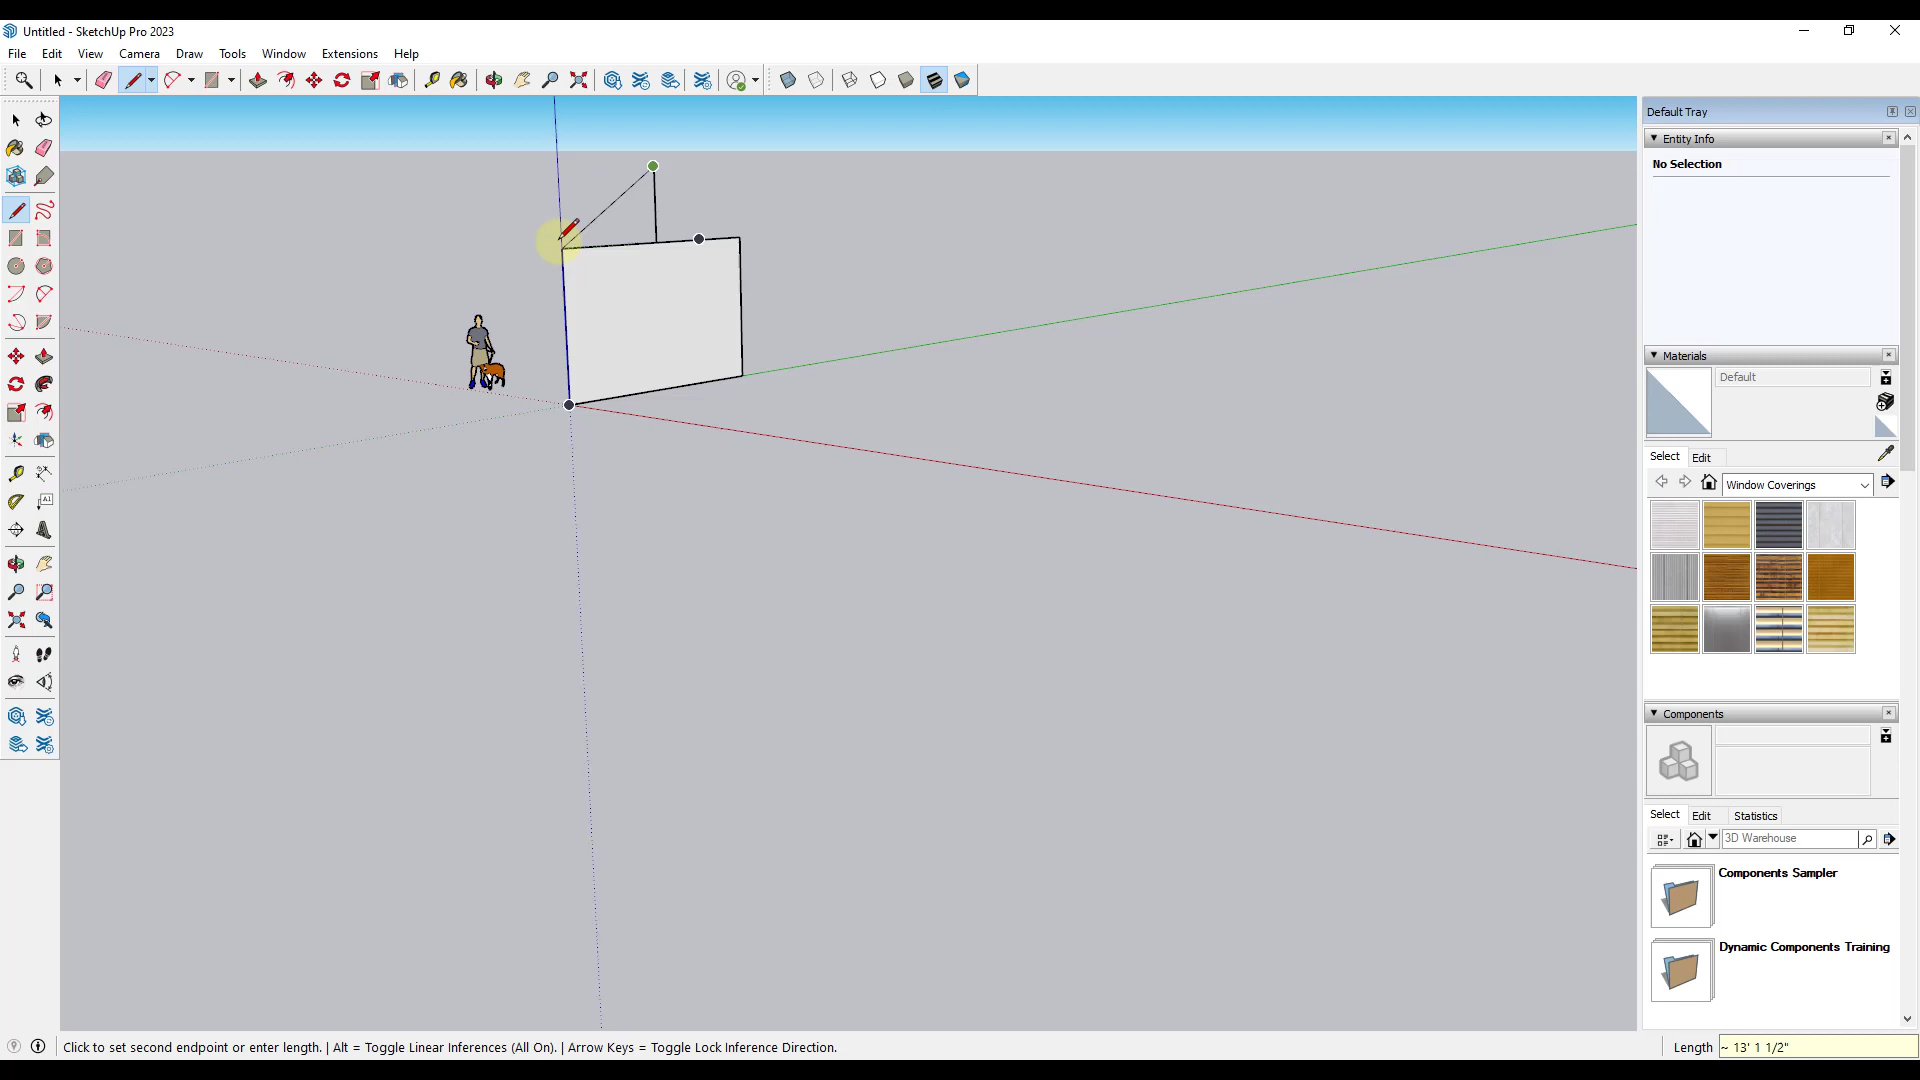 Untitled - SketchUp Pro 2023
File Edit View Camera Draw Tools Window Extensions Help
Default Tray
Entity Info
No Selection
Materials
Default
Select Edit
Window Coverings
Components
Select Edit Statistics
3D Warehouse
Components Sampler
Dynamic Components Training
Click to set second endpoint or enter length. | Alt = Toggle Linear Inferences (All On). | Arrow Keys = Toggle Lock Inference Direction.
Length ~ 13' 1 1/2"